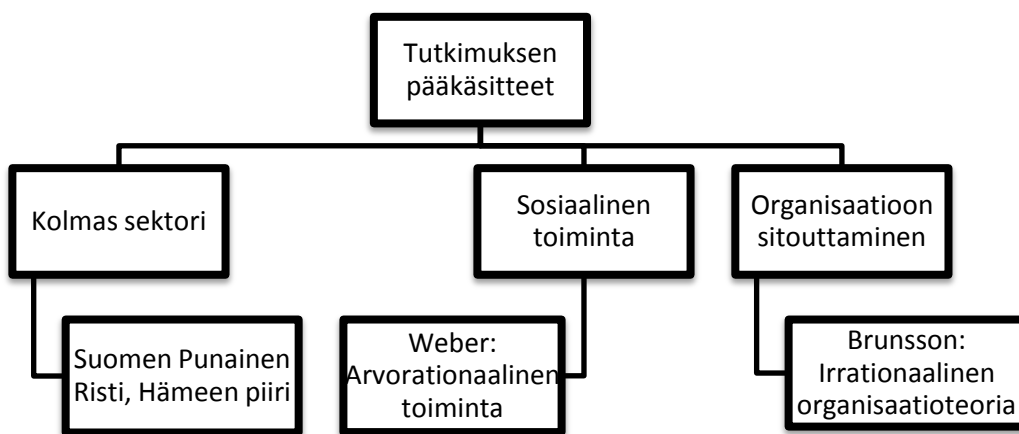 Tutkimuksen
pääkäsitteet
Kolmas sektori
Sosiaalinen
toiminta
Organisaatioon
sitouttaminen
Suomen Punainen
Risti, Hämeen piiri
Weber:
Arvorationaalinen
toiminta
Brunsson:
Irrationaalinen
organisaatioteoria